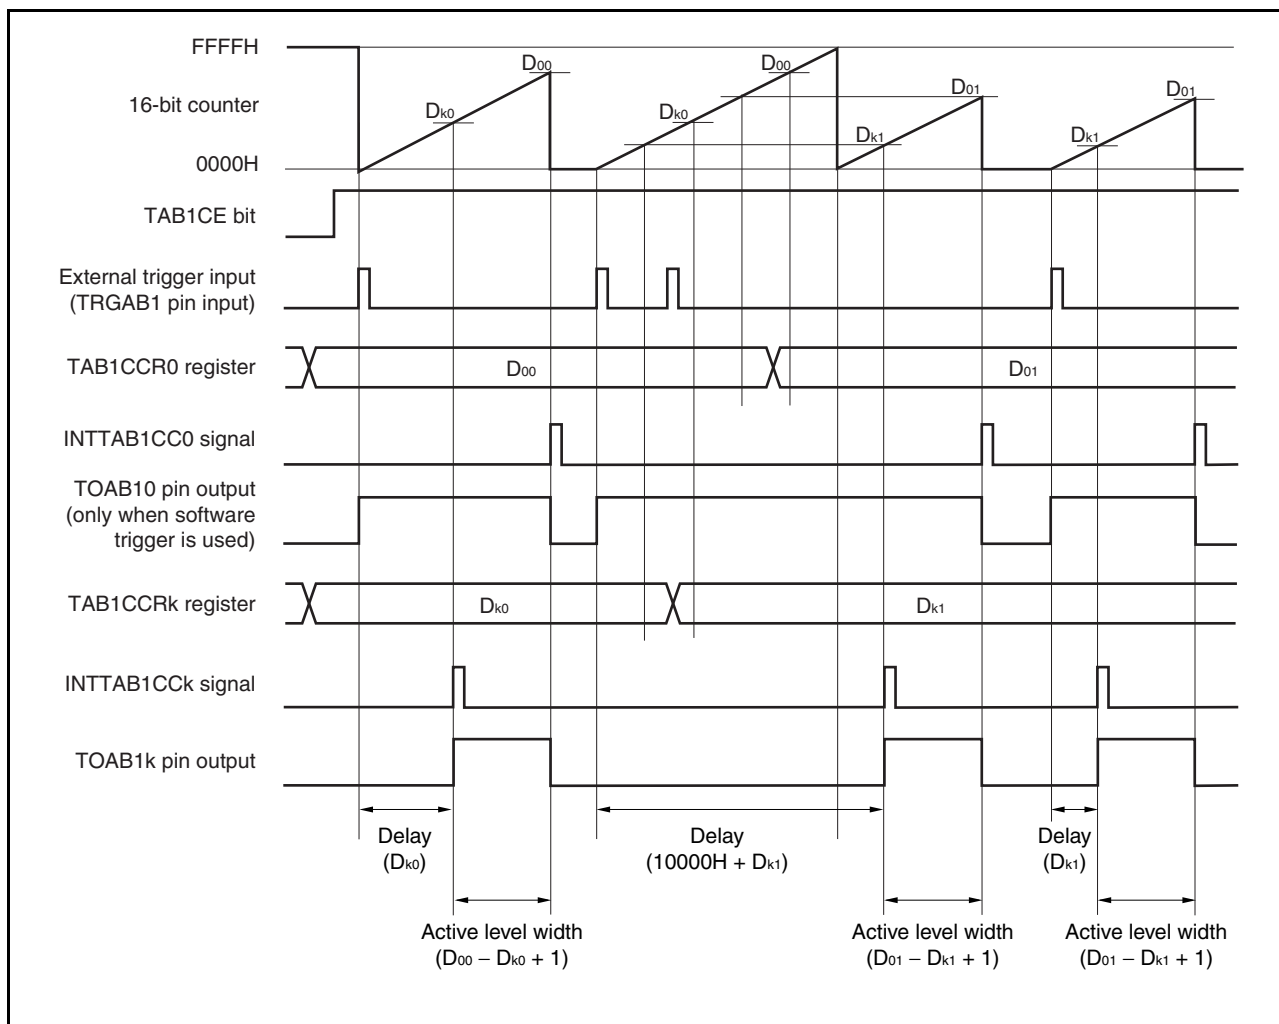 FFFFH
D00
D00
16-bit counter
Dk0
Dk0
D01
D01
Dk1
Dk1
0000H
TAB1CE bit
External trigger input
(TRGAB1 pin input)
TAB1CCR0 register
D00
D01
INTTAB1CC0 signal
TOAB10 pin output
(only when software
trigger is used)
TAB1CCRk register
Dk0
Dk1
INTTAB1CCk signal
TOAB1k pin output
Delay
(Dk0)
Delay
(10000H + Dk1)
Delay
(Dk1)
Active level width
(D00 − Dk0 + 1)
Active level width
(D01 − Dk1 + 1)
Active level width
(D01 − Dk1 + 1)